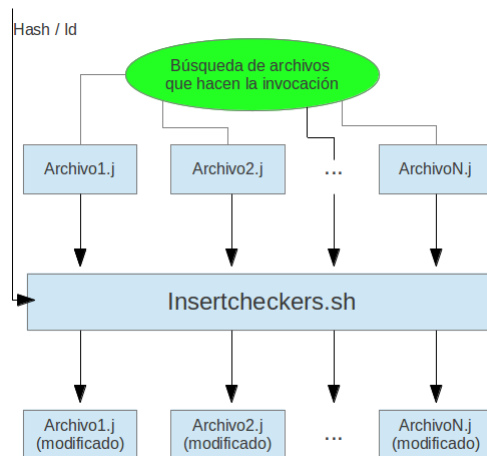 Hash / Id
Búsqueda de archivos
que hacen la invocación
Archivo1.j
Archivo2.j
...
ArchivoN.j
Insertcheckers.sh
Archivo1.j
(modificado)
Archivo2.j
(modificado)
...
ArchivoN.j
(modificado)